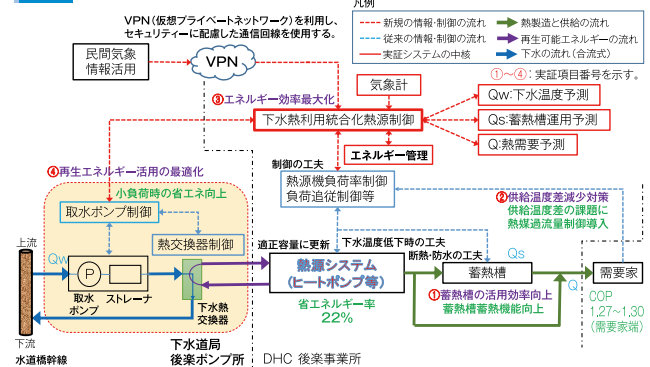 凡例
VPN(仮想プライベートネットワーク)を利用し、
セキュリティーに配慮した通信回線を使用する。
新規の情報・制御の流れ
従来の情報・制御の流れ
実証システムの中核
熱製造と供給の流れ
再生可能エネルギーの流れ
下水の流れ(合流式)
①~④:実証項目番号を示す。
民間気象
情報活用
VPN
気象計
③エネルギー効率最大化
下水熱利用統合化熱源制御
Qw:下水温度予測
Qs:蓄熱槽運用予測
Q:熱需要予測
エネルギー管理
制御の工夫
熱源機負荷率制御
負荷追従制御等
④再生エネルギー活用の最適化
小負荷時の省エネ向上
取水ポンプ制御
熱交換器制御
②供給温度差減少対策
供給温度差の課題に
熱媒過流量制御導入
適正容量に更新
下水温度低下時の工夫
断熱・防水の工夫
上流
Qw
P
取水
ポンプ
ストレーナ
下水熱
交換器
熱源システム
(ヒートポンプ等)
省エネルギー率
22%
Qs
蓄熱槽
Q
需要家
①蓄熱槽の活用効率向上
蓄熱槽蓄熱機能向上
COP
1.27~1.30
(需要家端)
下流
水道橋幹線
下水道局
後楽ポンプ所
DHC 後楽事業所